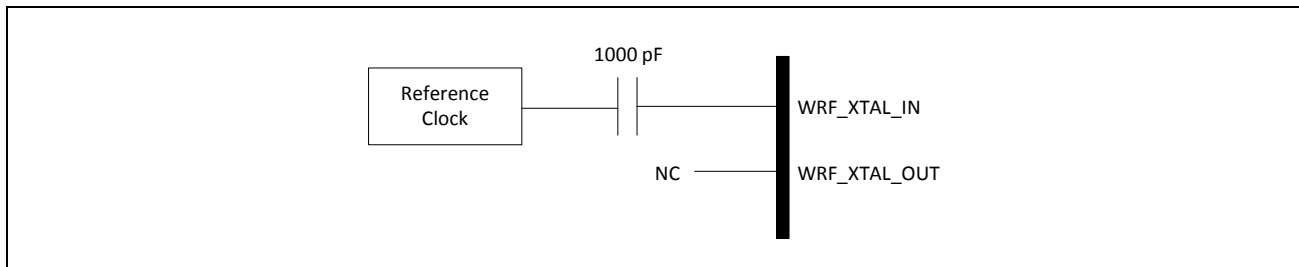 1000 pF
Reference
Clock
WRF_XTAL_IN
NC
WRF_XTAL_OUT